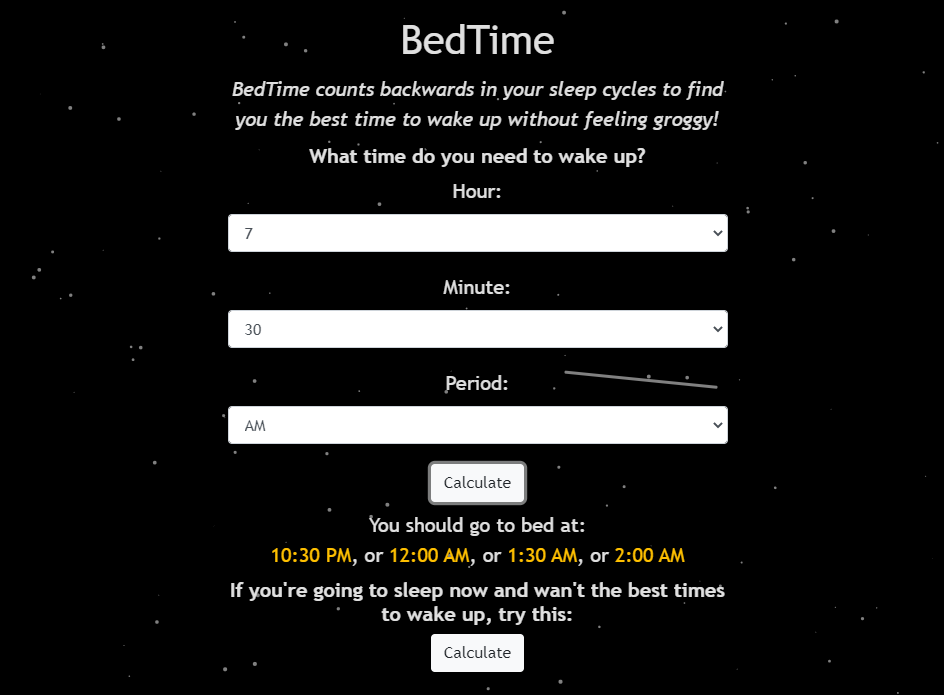 BedTime
BedTime counts backwards in your sleep cycles to find
you the best time to wake up without feeling groggy!
What time do you need to wake up?
Hour:
7
Minute:
30
Period:
AM
Calculate
You should go to bed at:
10:30 PM, or 12:00 AM, or 1:30 AM, or 2:00 AM
If you're going to sleep now and wan't the best times
to wake up, try this:
Calculate